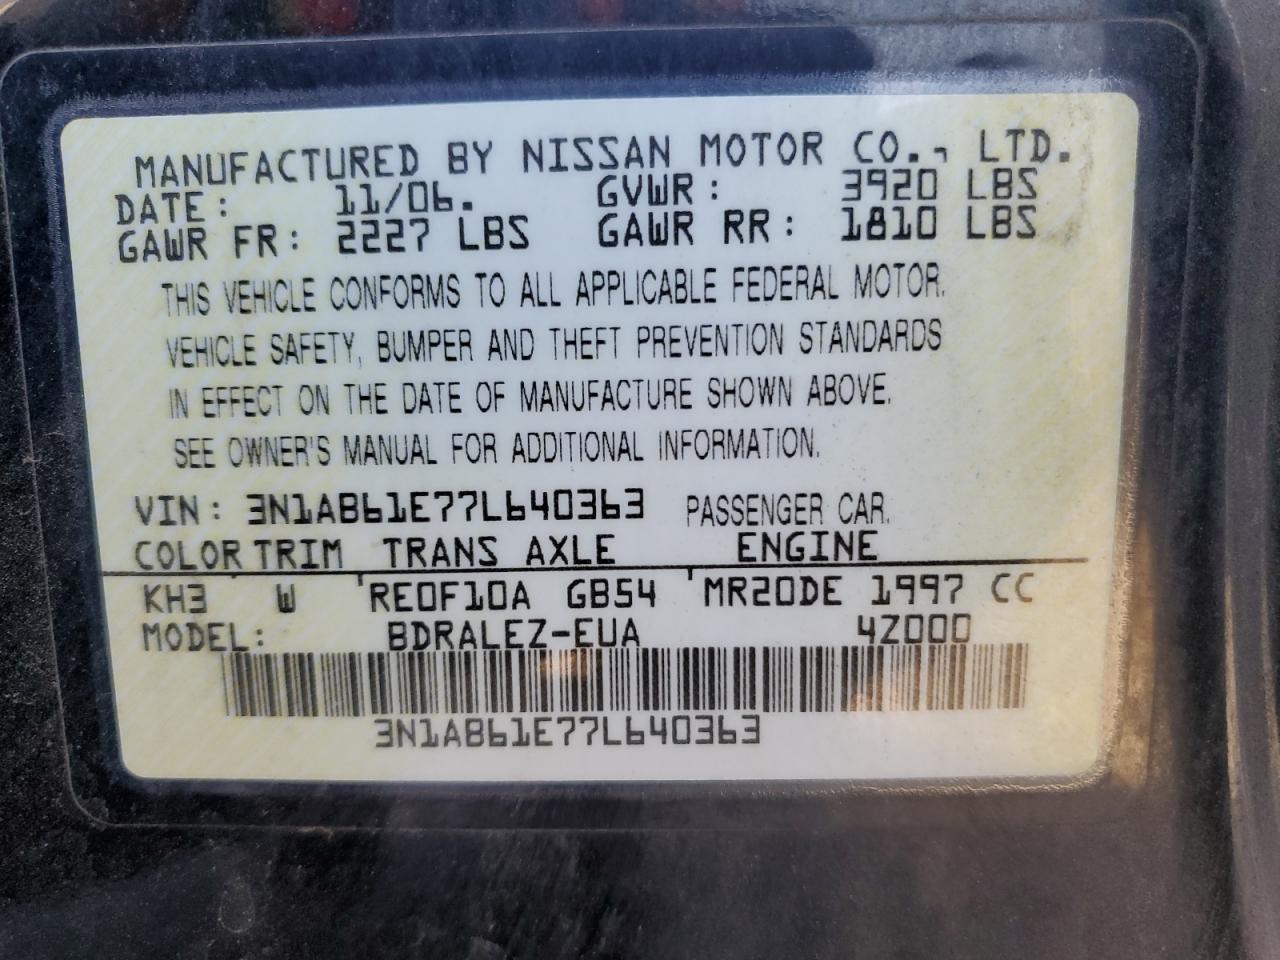 MANUFACTURED BY NISSAN MOTOR CO., LTD.
DATE: 11/06. GVWR: 3920 LBS
GAWR FR: 2227 LBS GAWR RR: 1810 LBS
THIS VEHICLE CONFORMS TO ALL APPLICABLE FEDERAL MOTOR.
VEHICLE SAFETY, BUMPER AND THEFT PREVENTION STANDARDS
IN EFFECT ON THE DATE OF MANUFACTURE SHOWN ABOVE.
SEE OWNER'S MANUAL FOR ADDITIONAL INFORMATION.
VIN: 3N1AB61E77L640363 PASSENGER CAR.
COLOR TRIM TRANS AXLE ENGINE
KH3 W RE0F10A GB54 MR20DE 1997 CC
MODEL: BDRALEZ-EUA 4Z000
3N1AB61E77L640363